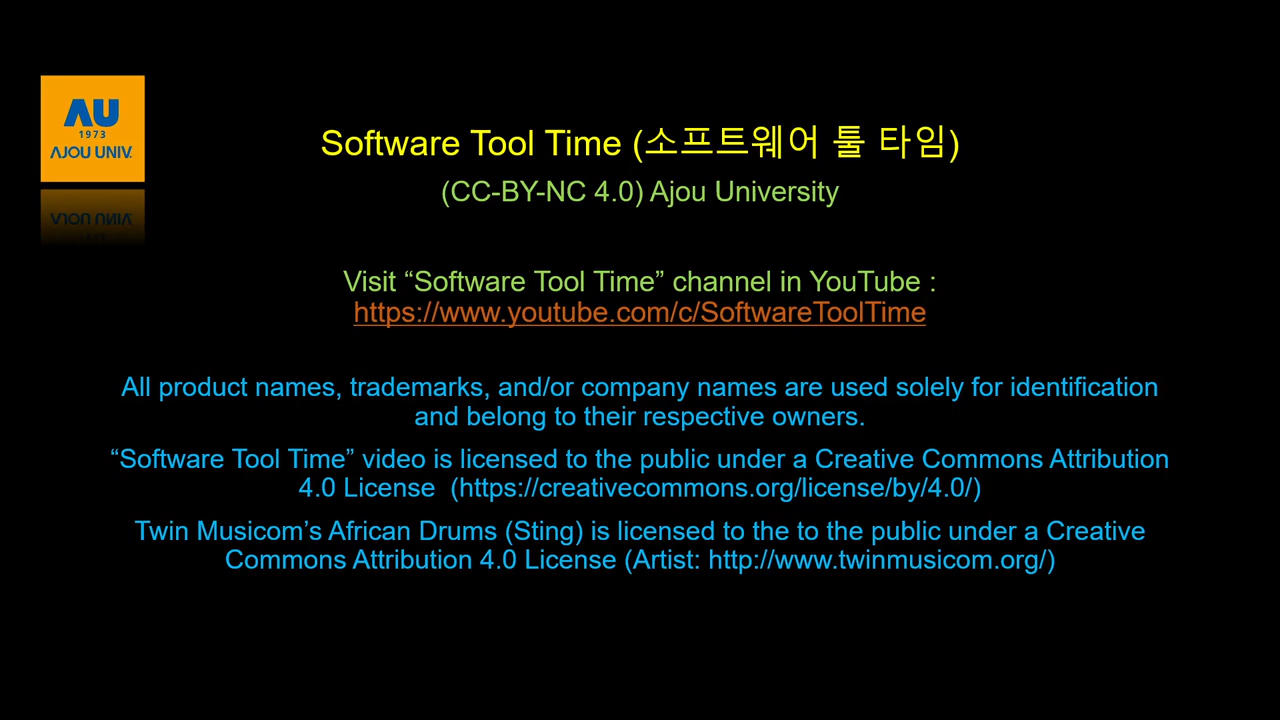 AU
1973
AJOU UNIV.
Software Tool Time (소프트웨어 툴 타임)
(CC-BY-NC 4.0) Ajou University
Visit “Software Tool Time” channel in YouTube :
https://www.youtube.com/c/SoftwareToolTime
All product names, trademarks, and/or company names are used solely for identification
and belong to their respective owners.
“Software Tool Time” video is licensed to the public under a Creative Commons Attribution
4.0 License  (https://creativecommons.org/license/by/4.0/)
Twin Musicom’s African Drums (Sting) is licensed to the to the public under a Creative
Commons Attribution 4.0 License (Artist: http://www.twinmusicom.org/)